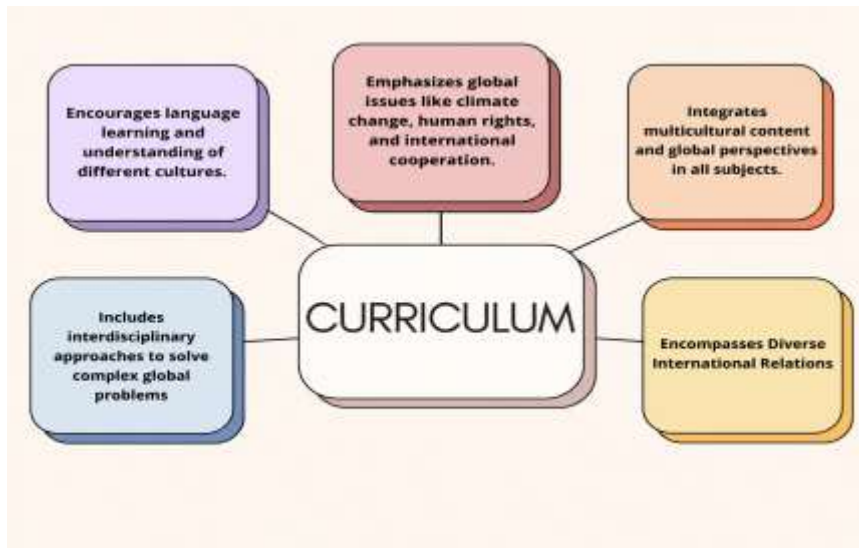 Encourages language
learning and
understanding of
different cultures.
Emphasizes global
issues like climate
change, human rights,
and international
cooperation.
Integrates
multicultural content
and global perspectives
in all subjects.
CURRICULUM
Includes
interdisciplinary
approaches to solve
complex global
problems
Encompasses Diverse
International Relations